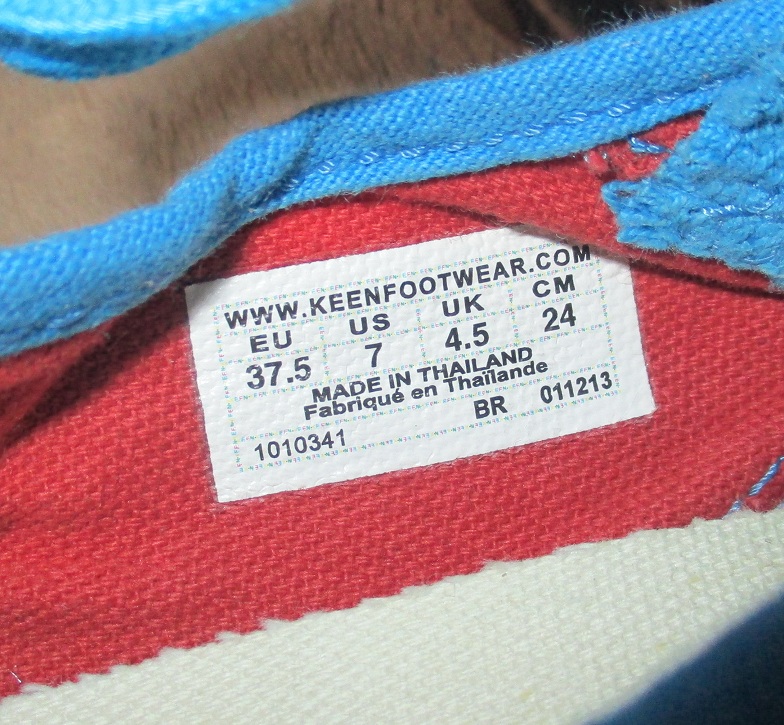 WWW.KEENFOOTWEAR.COM
EU US UK CM
37.5 7 4.5 24
MADE IN THAILAND
Fabriqué en Thaïlande
BR 011213
1010341